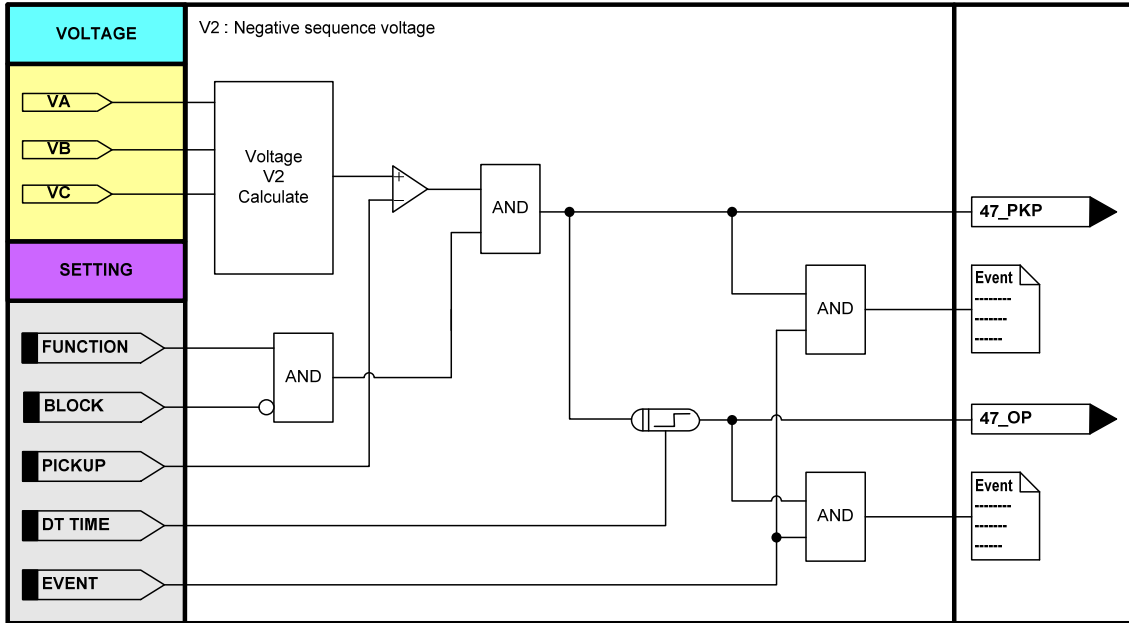 VOLTAGE
V2 : Negative sequence voltage
VA
VB
VC
Voltage
V2
Calculate
+
−
AND
47_PKP
SETTING
Event
AND
FUNCTION
AND
BLOCK
47_OP
PICKUP
Event
DT TIME
AND
EVENT